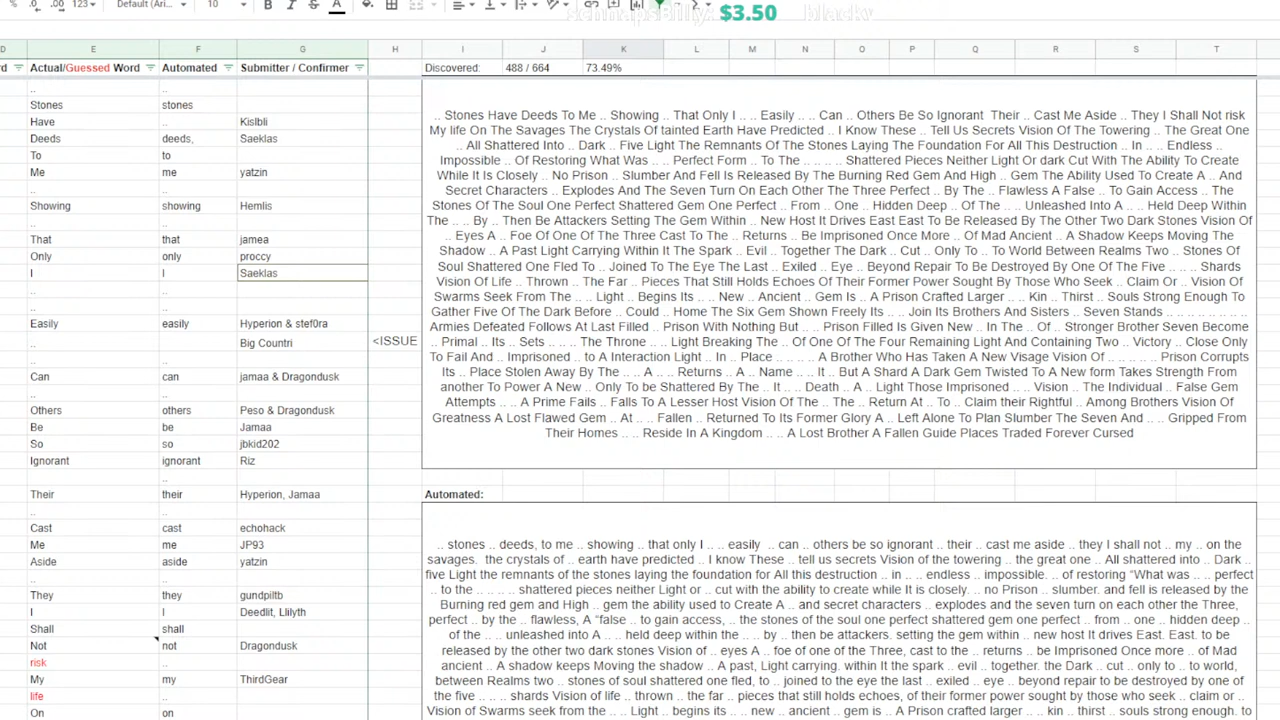 % .0 .00 123 Default (Ari... 10 B I S A
schnapsBilly: $3.50 blackv
E F G H I J K L M N O P Q R S T
Actual/Guessed Word Automated Submitter / Confirmer Discovered: 488 / 664 73.49%
.. ..
Stones stones
Have .. Kislbli
Deeds deeds, Saeklas
To to
Me me yatzin
.. ..
Showing showing Hemlis
.. ..
That that jamea
Only only proccy
I I Saeklas
.. ..
.. ..
Easily easily Hyperion & stef0ra
.. Big Countri <ISSUE
.. ..
Can can jamaa & Dragondusk
.. ..
Others others Peso & Dragondusk
Be be Jamaa
So so jbkid202
Ignorant ignorant Riz
..
Their their Hyperion, Jamaa
.. ..
Cast cast echohack
Me me JP93
Aside aside yatzin
.. ..
They they gundpiltb
I I Deedlit, Llilyth
Shall shall
Not not Dragondusk
risk ..
My my ThirdGear
life ..
On on
.. Stones Have Deeds To Me .. Showing .. That Only I .. .. Easily .. .. Can .. Others Be So Ignorant Their .. Cast Me Aside .. They I Shall Not risk
My life On The Savages The Crystals Of tainted Earth Have Predicted .. I Know These .. Tell Us Secrets Vision Of The Towering .. The Great One
.. All Shattered Into .. Dark .. Five Light The Remnants Of The Stones Laying The Foundation For All This Destruction .. In .. .. Endless ..
Impossible .. Of Restoring What Was .. .. Perfect Form .. To The .. .. .. .. Shattered Pieces Neither Light Or dark Cut With The Ability To Create
While It Is Closely .. No Prison .. Slumber And Fell Is Released By The Burning Red Gem And High .. Gem The Ability Used To Create A .. .. And
Secret Characters .. Explodes And The Seven Turn On Each Other The Three Perfect .. By The .. Flawless A False .. To Gain Access .. The
Stones Of The Soul One Perfect Shattered Gem One Perfect .. From .. One .. Hidden Deep .. Of The .. .. Unleashed Into A .. Held Deep Within
The .. .. By .. Then Be Attackers Setting The Gem Within .. New Host It Drives East East To Be Released By The Other Two Dark Stones Vision Of
.. Eyes A .. Foe Of One Of The Three Cast To The .. Returns .. Be Imprisoned Once More .. Of Mad Ancient .. A Shadow Keeps Moving The
Shadow .. A Past Light Carrying Within It The Spark .. Evil .. Together The Dark .. Cut .. Only To .. To World Between Realms Two .. Stones Of
Soul Shattered One Fled To .. Joined To The Eye The Last .. Exiled .. Eye .. Beyond Repair To Be Destroyed By One Of The Five .. .. .. Shards
Vision Of Life .. Thrown .. The Far .. Pieces That Still Holds Echoes Of Their Former Power Sought By Those Who Seek .. Claim Or .. Vision Of
Swarms Seek From The .. .. Light .. Begins Its .. New .. Ancient .. Gem Is .. A Prison Crafted Larger .. .. Kin .. Thirst .. Souls Strong Enough To
Gather Five Of The Dark Before .. Could .. Home The Six Gem Shown Freely Its .. .. Join Its Brothers And Sisters .. Seven Stands .. .. .. .. .. .. ..
Armies Defeated Follows At Last Filled .. Prison With Nothing But .. .. Prison Filled Is Given New .. In The .. Of .. Stronger Brother Seven Become
.. Primal .. Its .. Sets .. .. The Throne .. .. Light Breaking The .. Of One Of The Four Remaining Light And Containing Two .. Victory .. Close Only
To Fail And .. Imprisoned .. to A Interaction Light .. In .. Place .. .. .. .. A Brother Who Has Taken A New Visage Vision Of .. .. .. .. Prison Corrupts
Its .. Place Stolen Away By The .. .. A .. .. Returns .. A .. Name .. .. It .. But A Shard A Dark Gem Twisted To A New form Takes Strength From
another To Power A New .. Only To be Shattered By The .. It .. .. Death .. A .. Light Those Imprisoned .. .. Vision .. The Individual .. False Gem
Attempts .. .. A Prime Fails .. Falls To A Lesser Host Vision Of The .. The .. Return At .. To .. Claim their Rightful .. .. Among Brothers Vision Of
Greatness A Lost Flawed Gem .. At .. .. Fallen .. Returned To Its Former Glory A .. Left Alone To Plan Slumber The Seven And .. .. Gripped From
Their Homes .. .. Reside In A Kingdom .. .. A Lost Brother A Fallen Guide Places Traded Forever Cursed
Automated:
.. stones .. deeds, to me .. showing .. that only I .. .. easily .. can .. others be so ignorant .. their .. cast me aside .. they I shall not .. my .. on the
savages. the crystals of .. earth have predicted .. I know These .. tell us secrets Vision of the towering .. the great one .. All shattered into .. Dark ..
five Light the remnants of the stones laying the foundation for All this destruction .. in .. .. endless .. impossible. .. of restoring "What was .. .. perfect
.. to the .. .. .. .. shattered pieces neither Light or .. cut with the ability to create while It is closely. .. no Prison .. slumber. and fell is released by the
Burning red gem and High .. gem the ability used to Create A .. .. and secret characters .. explodes and the seven turn on each other the Three,
perfect .. by the .. flawless, A "false .. to gain access, .. the stones of the soul one perfect shattered gem one perfect .. from .. one .. hidden deep ..
of the .. .. unleashed into A .. held deep within the .. .. by .. then be attackers. setting the gem within .. new host it drives East. East. to be
released by the other two dark stones Vision of .. eyes A .. foe of one of the Three, cast to the .. returns .. be Imprisoned Once more .. of Mad
ancient .. A shadow keeps Moving the shadow .. A past, Light carrying. within It the spark .. evil .. together. the Dark .. cut .. only to .. to world,
between Realms two .. stones of soul shattered one fled, to .. joined to the eye the last .. exiled .. eye .. beyond repair to be destroyed by one of
the five .. .. .. shards Vision of life .. thrown .. the far .. pieces that still holds echoes, of their former power sought by those who seek .. claim or ..
Vision of Swarms seek from the .. .. Light .. begins its .. new .. ancient .. gem is .. A Prison crafted larger .. .. kin .. thirst .. souls strong enough. to